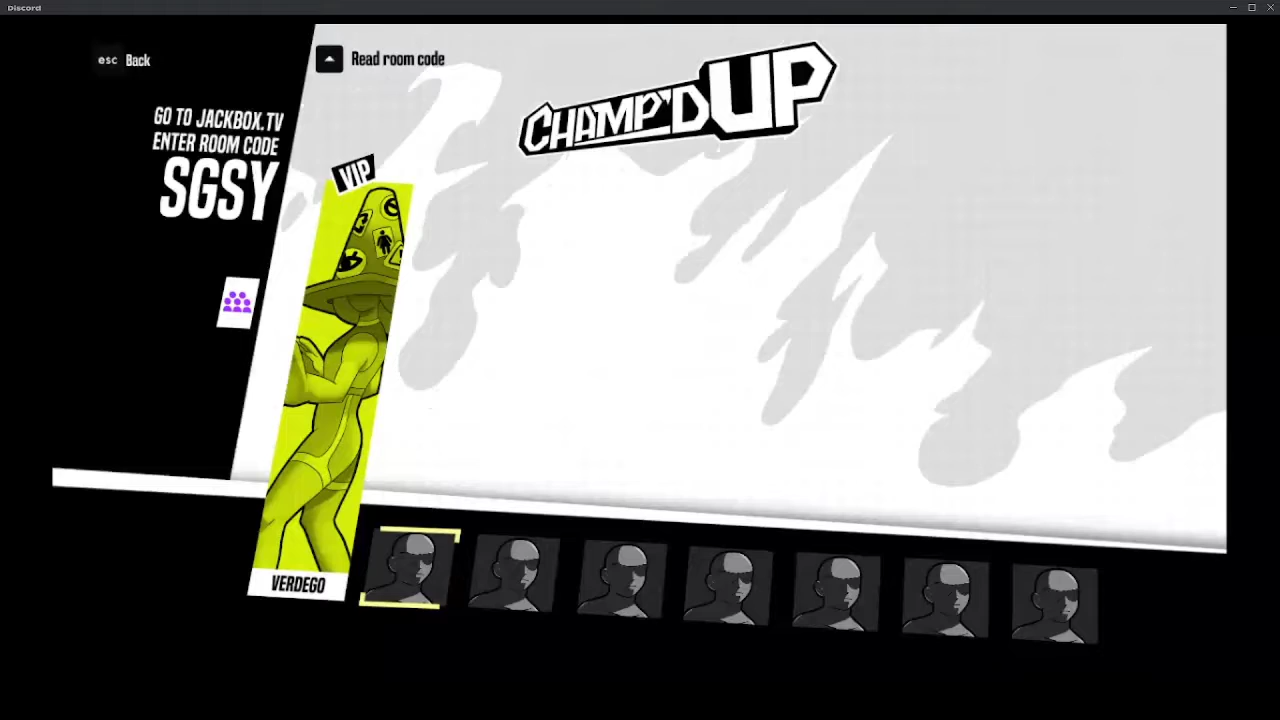 Discord
esc Back
Read room code
CHAMP'D UP
GO TO JACKBOX.TV
ENTER ROOM CODE
SGSY
VIP
VERDEGO